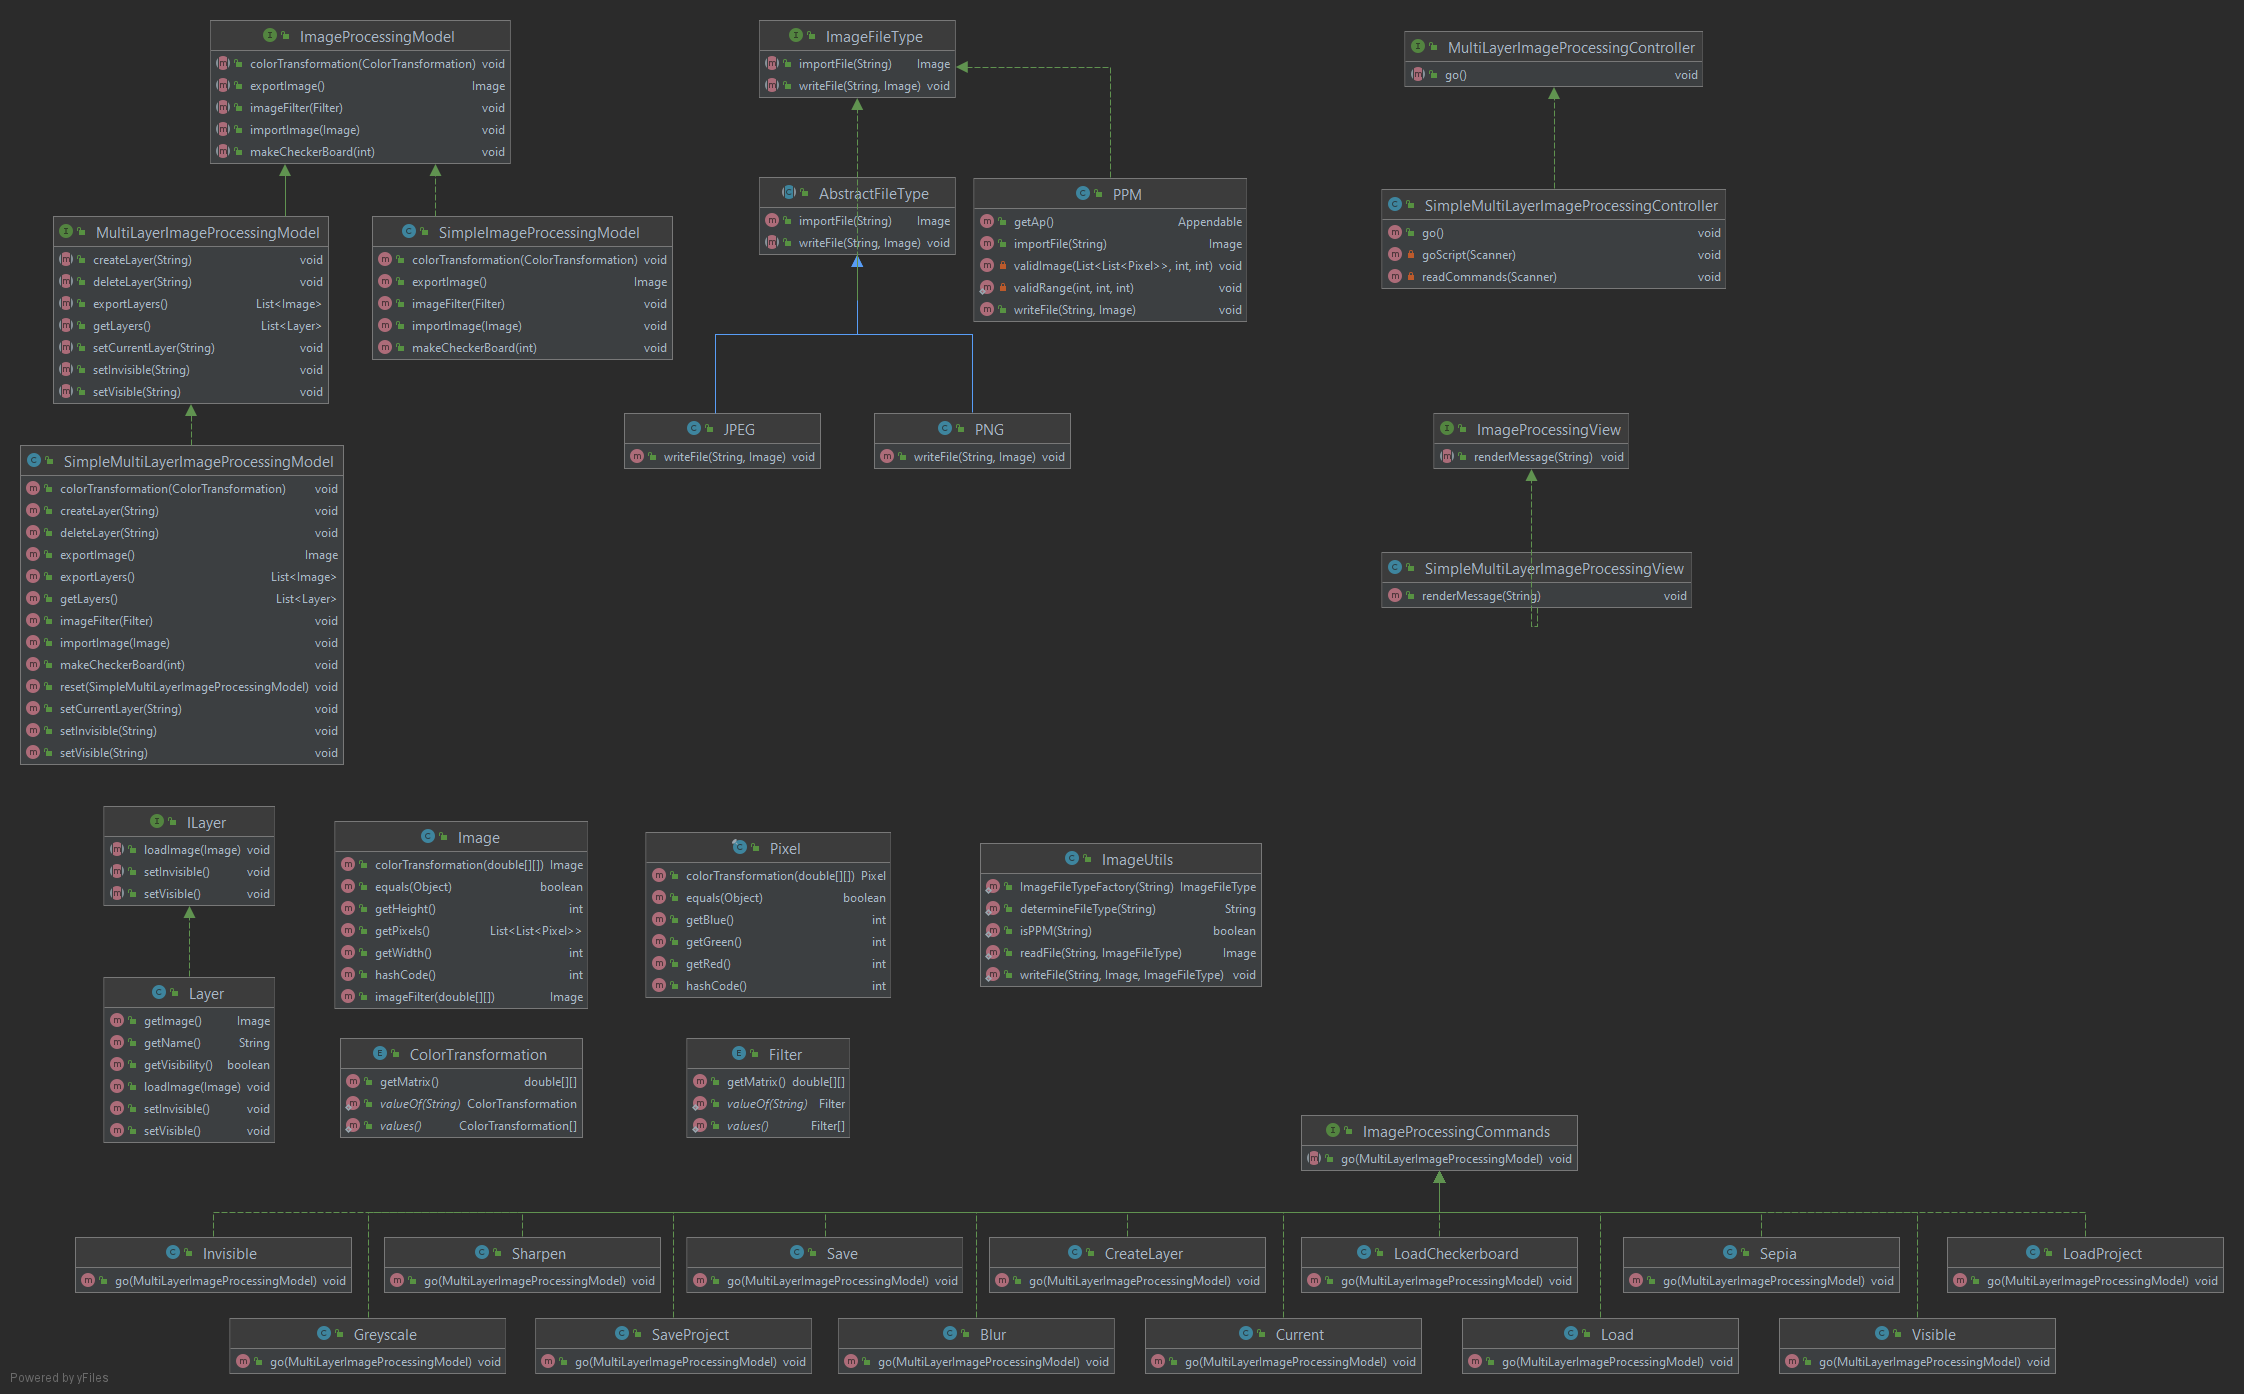 ImageProcessingModel
colorTransformation(ColorTransformation) void
exportImage() Image
imageFilter(Filter) void
importImage(Image) void
makeCheckerBoard(int) void
ImageFileType
importFile(String) Image
writeFile(String, Image) void
MultiLayerImageProcessingController
go() void
MultiLayerImageProcessingModel
createLayer(String) void
deleteLayer(String) void
exportLayers() List<Image>
getLayers() List<Layer>
setCurrentLayer(String) void
setInvisible(String) void
setVisible(String) void
SimpleImageProcessingModel
colorTransformation(ColorTransformation) void
exportImage() Image
imageFilter(Filter) void
importImage(Image) void
makeCheckerBoard(int) void
AbstractFileType
importFile(String) Image
writeFile(String, Image) void
PPM
getAp() Appendable
importFile(String) Image
validImage(List<List<Pixel>>, int, int) void
validRange(int, int, int) void
writeFile(String, Image) void
SimpleMultiLayerImageProcessingController
go() void
goScript(Scanner) void
readCommands(Scanner) void
JPEG
writeFile(String, Image) void
PNG
writeFile(String, Image) void
ImageProcessingView
renderMessage(String) void
SimpleMultiLayerImageProcessingModel
colorTransformation(ColorTransformation) void
createLayer(String) void
deleteLayer(String) void
exportImage() Image
exportLayers() List<Image>
getLayers() List<Layer>
imageFilter(Filter) void
importImage(Image) void
makeCheckerBoard(int) void
reset(SimpleMultiLayerImageProcessingModel) void
setCurrentLayer(String) void
setInvisible(String) void
setVisible(String) void
SimpleMultiLayerImageProcessingView
renderMessage(String) void
ILayer
loadImage(Image) void
setInvisible() void
setVisible() void
Image
colorTransformation(double[][]) Image
equals(Object) boolean
getHeight() int
getPixels() List<List<Pixel>>
getWidth() int
hashCode() int
imageFilter(double[][]) Image
Pixel
colorTransformation(double[][]) Pixel
equals(Object) boolean
getBlue() int
getGreen() int
getRed() int
hashCode() int
ImageUtils
ImageFileTypeFactory(String) ImageFileType
determineFileType(String) String
isPPM(String) boolean
readFile(String, ImageFileType) Image
writeFile(String, Image, ImageFileType) void
Layer
getImage() Image
getName() String
getVisibility() boolean
loadImage(Image) void
setInvisible() void
setVisible() void
ColorTransformation
getMatrix() double[][]
valueOf(String) ColorTransformation
values() ColorTransformation[]
Filter
getMatrix() double[][]
valueOf(String) Filter
values() Filter[]
ImageProcessingCommands
go(MultiLayerImageProcessingModel) void
Invisible
go(MultiLayerImageProcessingModel) void
Sharpen
go(MultiLayerImageProcessingModel) void
Save
go(MultiLayerImageProcessingModel) void
CreateLayer
go(MultiLayerImageProcessingModel) void
LoadCheckerboard
go(MultiLayerImageProcessingModel) void
Sepia
go(MultiLayerImageProcessingModel) void
LoadProject
go(MultiLayerImageProcessingModel) void
Greyscale
go(MultiLayerImageProcessingModel) void
SaveProject
go(MultiLayerImageProcessingModel) void
Blur
go(MultiLayerImageProcessingModel) void
Current
go(MultiLayerImageProcessingModel) void
Load
go(MultiLayerImageProcessingModel) void
Visible
go(MultiLayerImageProcessingModel) void
Powered by yFiles